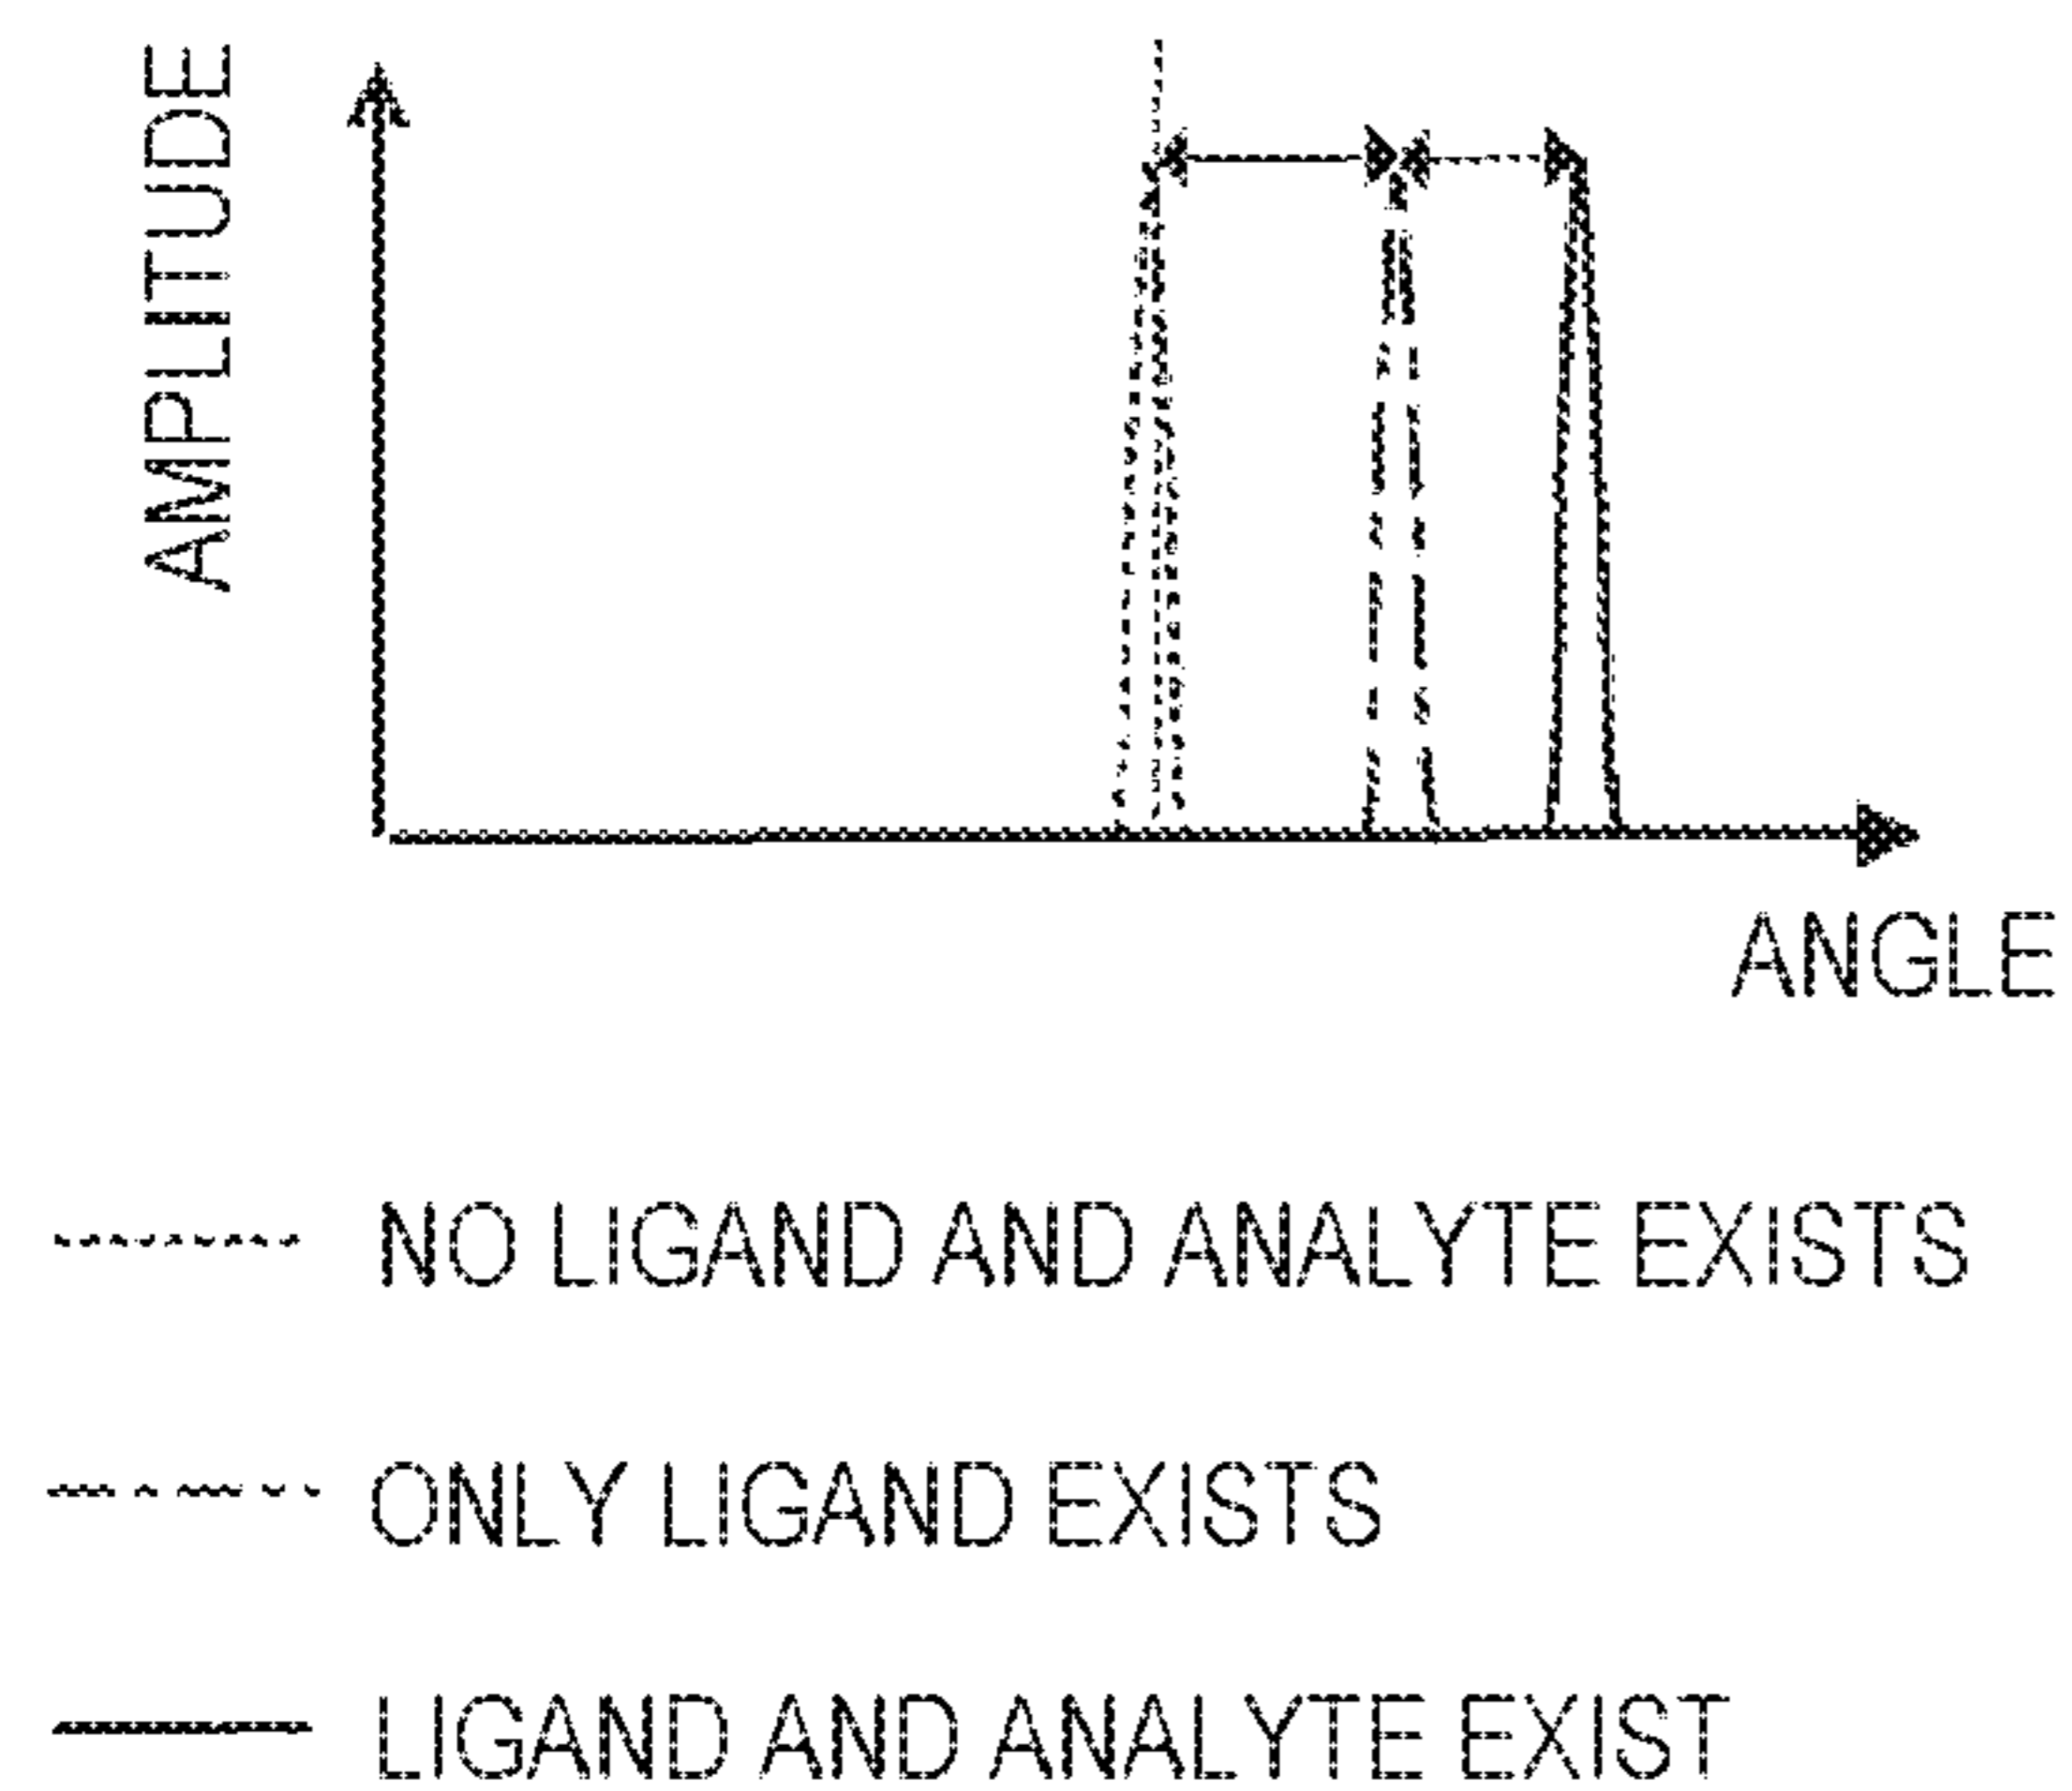 AMPLITUDE
ANGLE
NO LIGAND AND ANALYTE EXISTS
ONLY LIGAND EXISTS
LIGAND AND ANALYTE EXIST